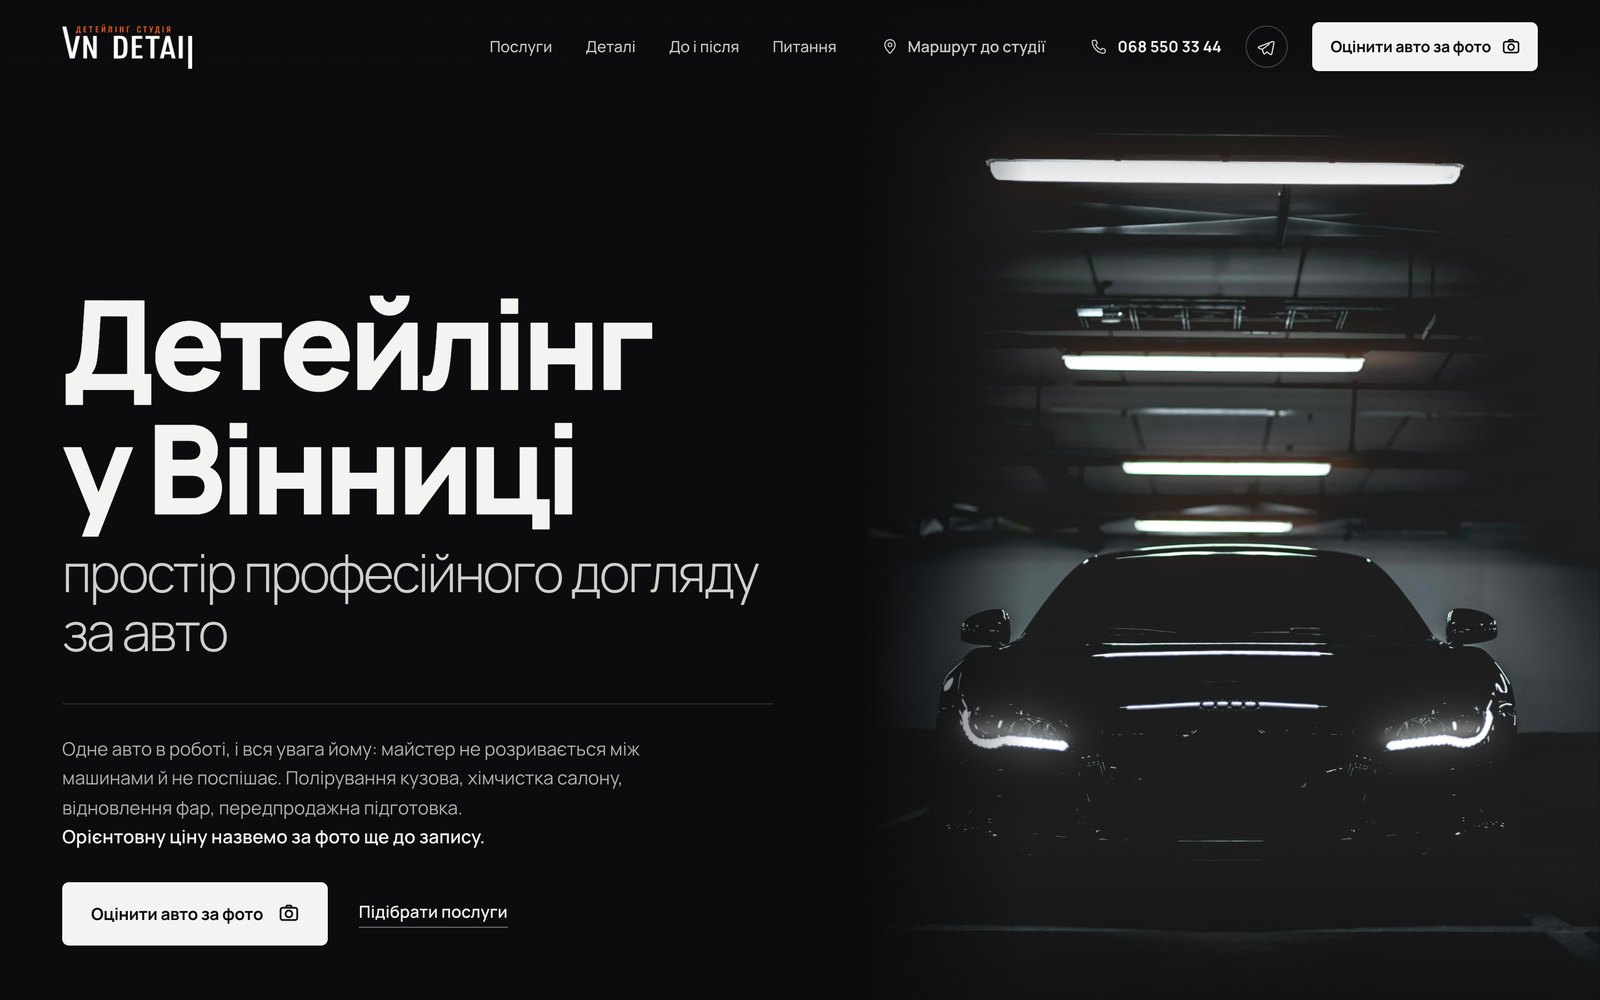 ДЕТЕЙЛІНГ СТУДІЯ
VN DETAIL
Послуги
Деталі
До і після
Питання
Маршрут до студії
068 550 33 44
Оцінити авто за фото
Детейлінг
у Вінниці
простір професійного догляду
за авто
Одне авто в роботі, і вся увага йому: майстер не розривається між
машинами й не поспішає. Полірування кузова, хімчистка салону,
відновлення фар, передпродажна підготовка.
Орієнтовну ціну назвемо за фото ще до запису.
Оцінити авто за фото
Підібрати послуги